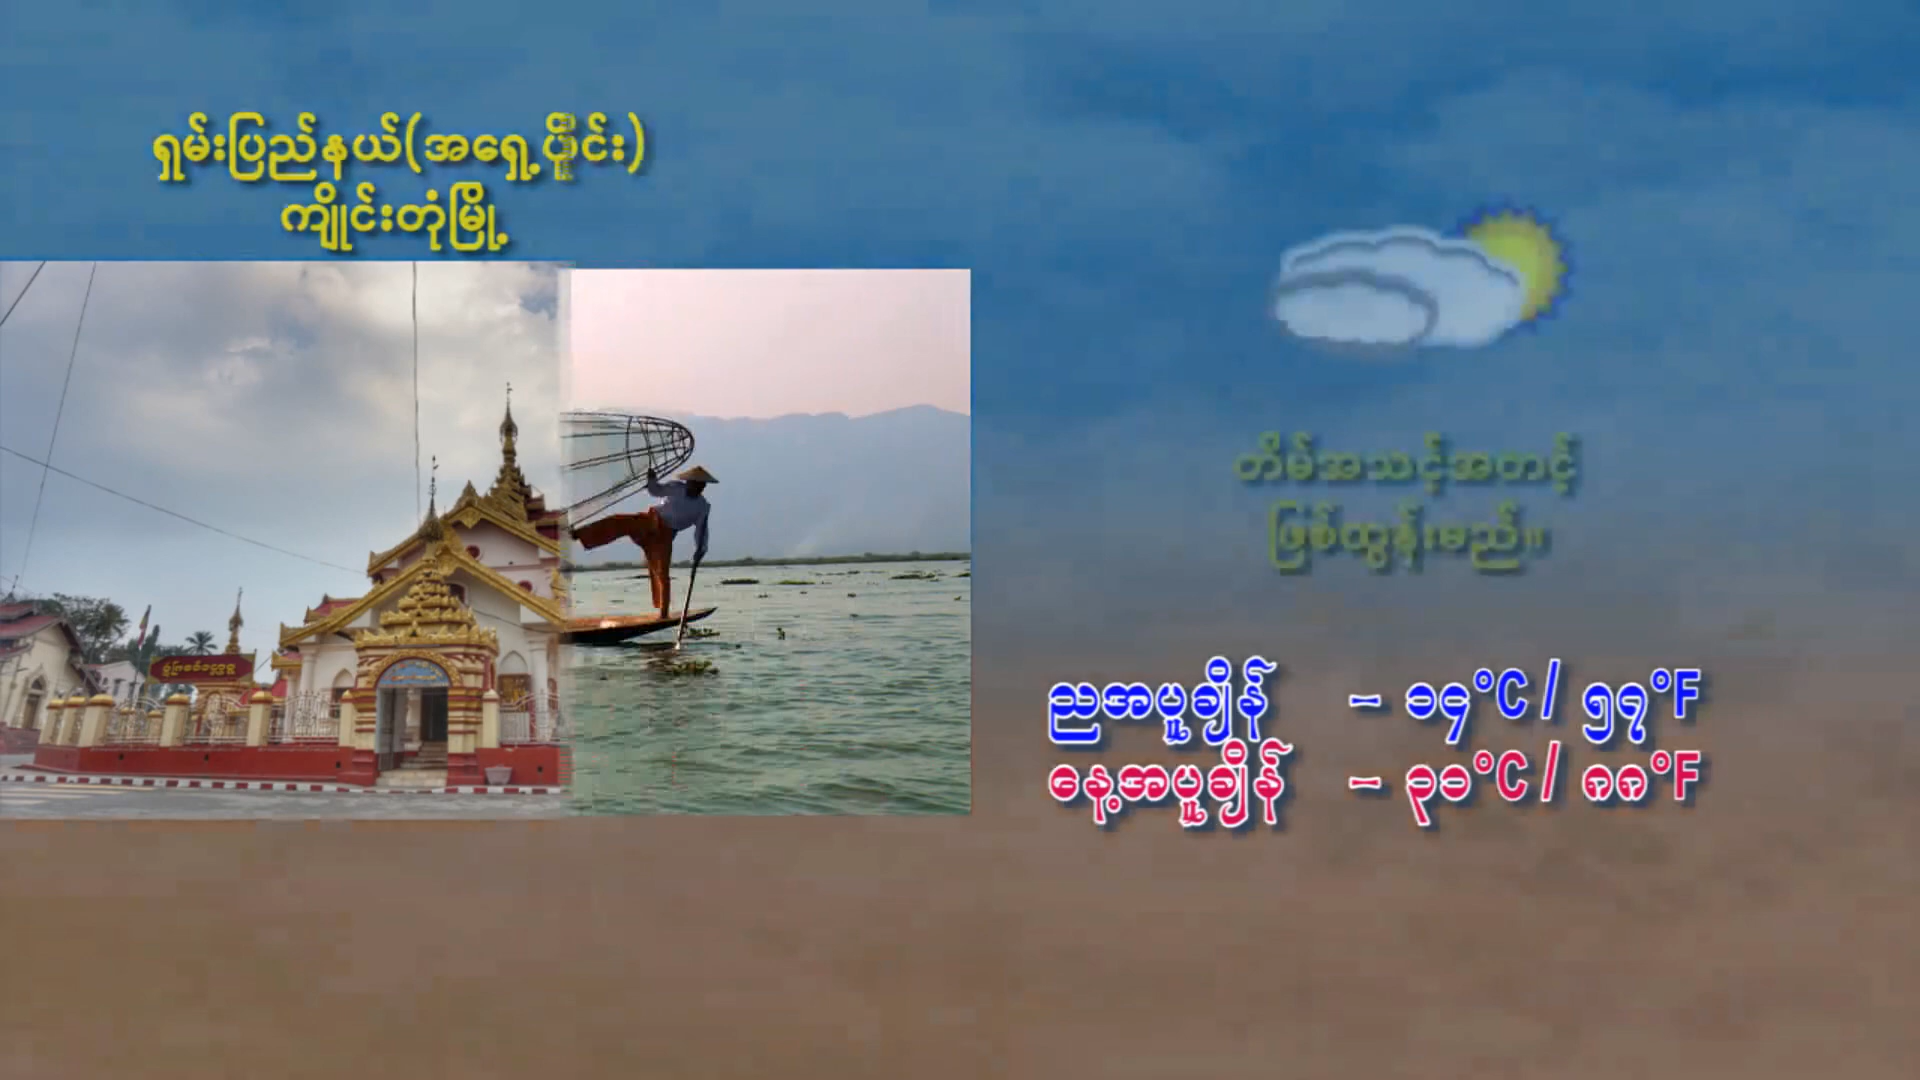 ရှမ်းပြည်နယ်(အရှေ့ပိုင်း)
ကျိုင်းတုံမြို့
တိမ်အသင့်အတင့်
ဖြစ်ထွန်းမည်။
ညအပူချိန် - ၁၄°C / ၅၇°F
နေ့အပူချိန် - ၃၁°C / ၈၈°F